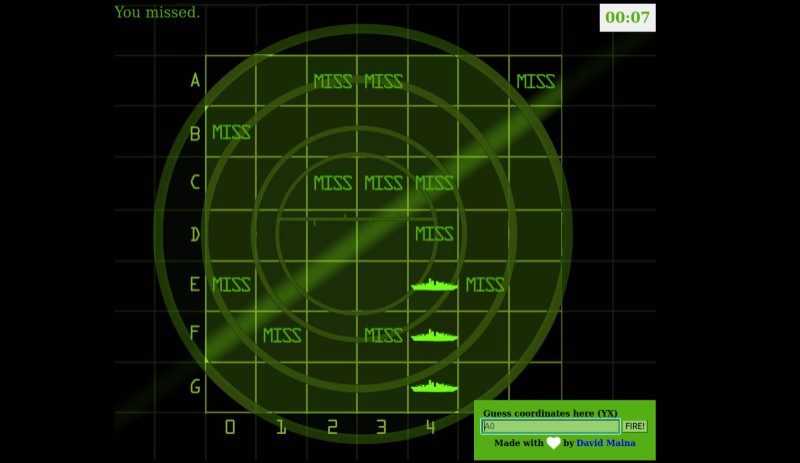 You missed.
00:07
A MISS MISS MISS
B MISS
C MISS MISS MISS
D MISS
E MISS MISS
F MISS MISS
G
0 1 2 3 4
Guess coordinates here (YX)
A0 FIRE!
Made with by David Maina